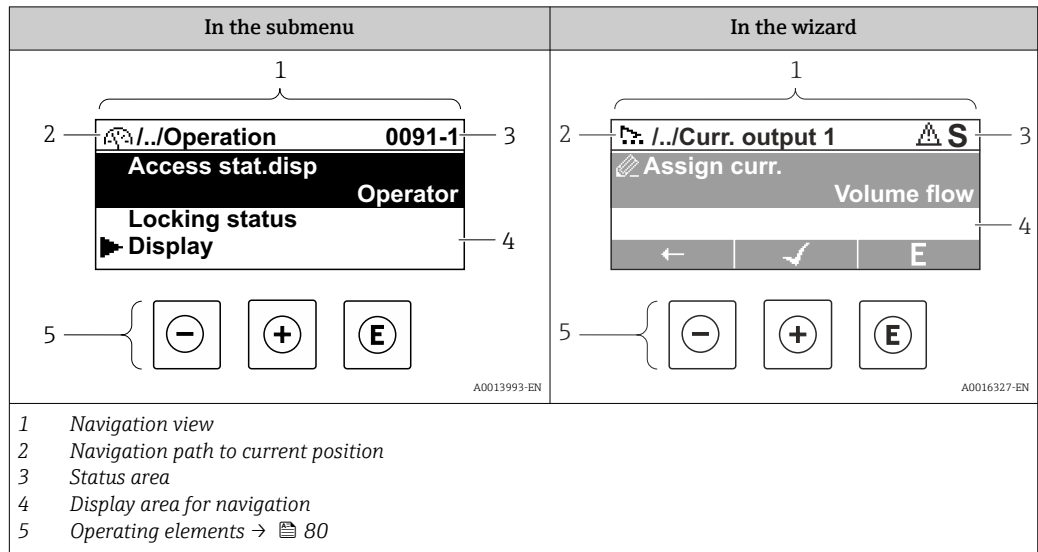 In the submenu
In the wizard
1
2
/../Operation 0091-1
3
Access stat.disp
Operator
Locking status
Display
4
5
- + E
A0013993-EN
1
2
/../Curr. output 1 ⚠ S
3
Assign curr.
Volume flow
4
← ✓ E
5
- + E
A0016327-EN
1 Navigation view
2 Navigation path to current position
3 Status area
4 Display area for navigation
5 Operating elements → 80